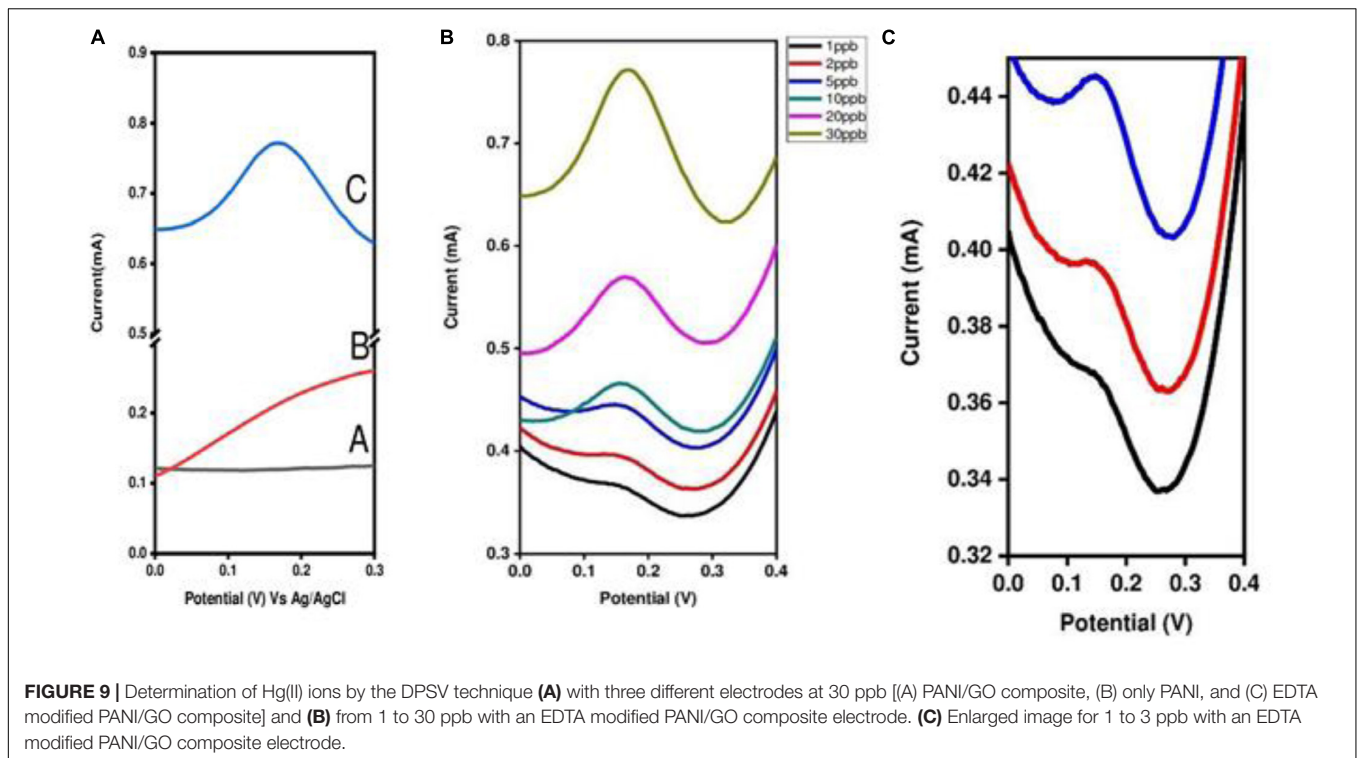 A
0.9
0.8
0.7
0.6
0.5
0.2
0.1
0.0
Current(mA)
C
B
A
0.0 0.1 0.2 0.3
Potential (V) Vs Ag/AgCl
B
0.8
0.7
0.6
0.5
0.4
0.3
Current (mA)
0.0 0.1 0.2 0.3 0.4
Potential (V)
1ppb
2ppb
5ppb
10ppb
20ppb
30ppb
C
0.44
0.42
0.40
0.38
0.36
0.34
0.32
Current (mA)
0.0 0.1 0.2 0.3 0.4
Potential (V)
FIGURE 9 | Determination of Hg(II) ions by the DPSV technique (A) with three different electrodes at 30 ppb [(A) PANI/GO composite, (B) only PANI, and (C) EDTA
modified PANI/GO composite] and (B) from 1 to 30 ppb with an EDTA modified PANI/GO composite electrode. (C) Enlarged image for 1 to 3 ppb with an EDTA
modified PANI/GO composite electrode.